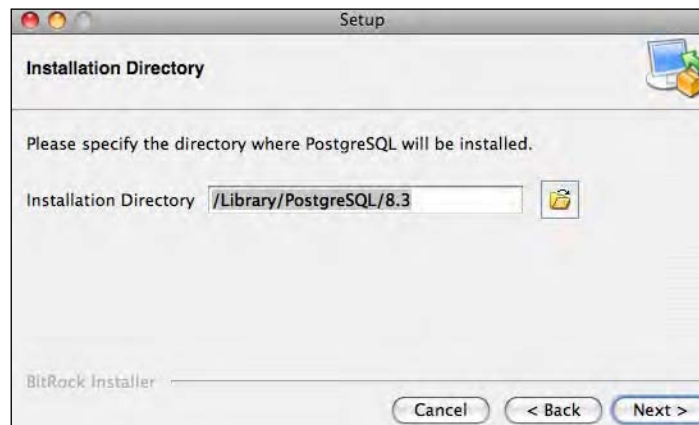 Setup
Installation Directory
Please specify the directory where PostgreSQL will be installed.
Installation Directory /Library/PostgreSQL/8.3
BitRock Installer
Cancel < Back Next >